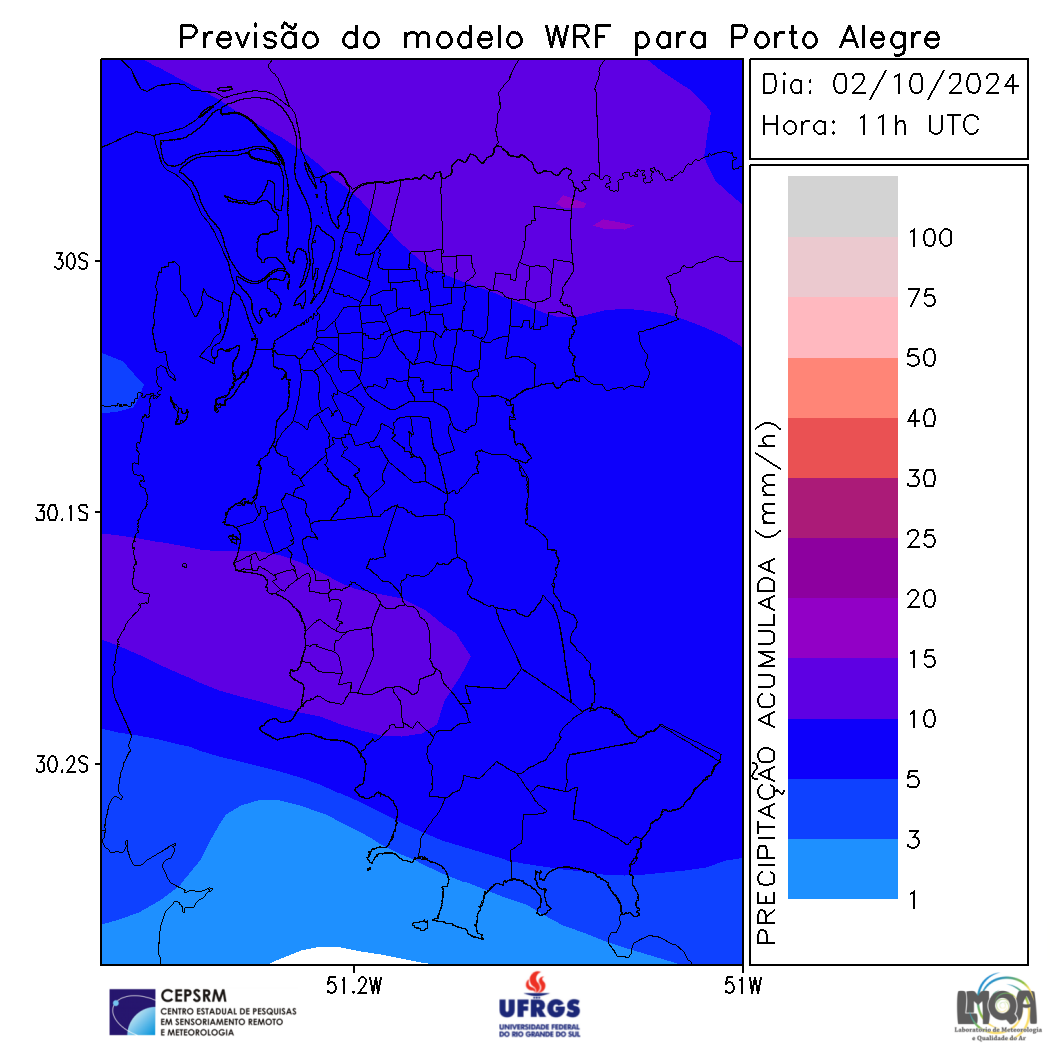 Previsão do modelo WRF para Porto Alegre
Dia: 02/10/2024
Hora: 11h UTC
30S
30.1S
30.2S
51.2W
51W
PRECIPITAÇÃO ACUMULADA (mm/h)
100
75
50
40
30
25
20
15
10
5
3
1
CEPSRM
CENTRO ESTADUAL DE PESQUISAS
EM SENSORIAMENTO REMOTO
E METEOROLOGIA
UFRGS
UNIVERSIDADE FEDERAL
DO RIO GRANDE DO SUL
LMQA
Laboratório de Meteorologia
e Qualidade do Ar